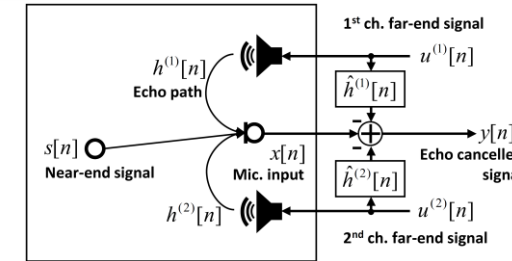 1st ch. far-end signal
u^(1)[n]
h^(1)[n]
Echo path
ĥ^(1)[n]
s[n]
Near-end signal
x[n]
Mic. input
y[n]
Echo cancelle
signa
ĥ^(2)[n]
h^(2)[n]
u^(2)[n]
2nd ch. far-end signal